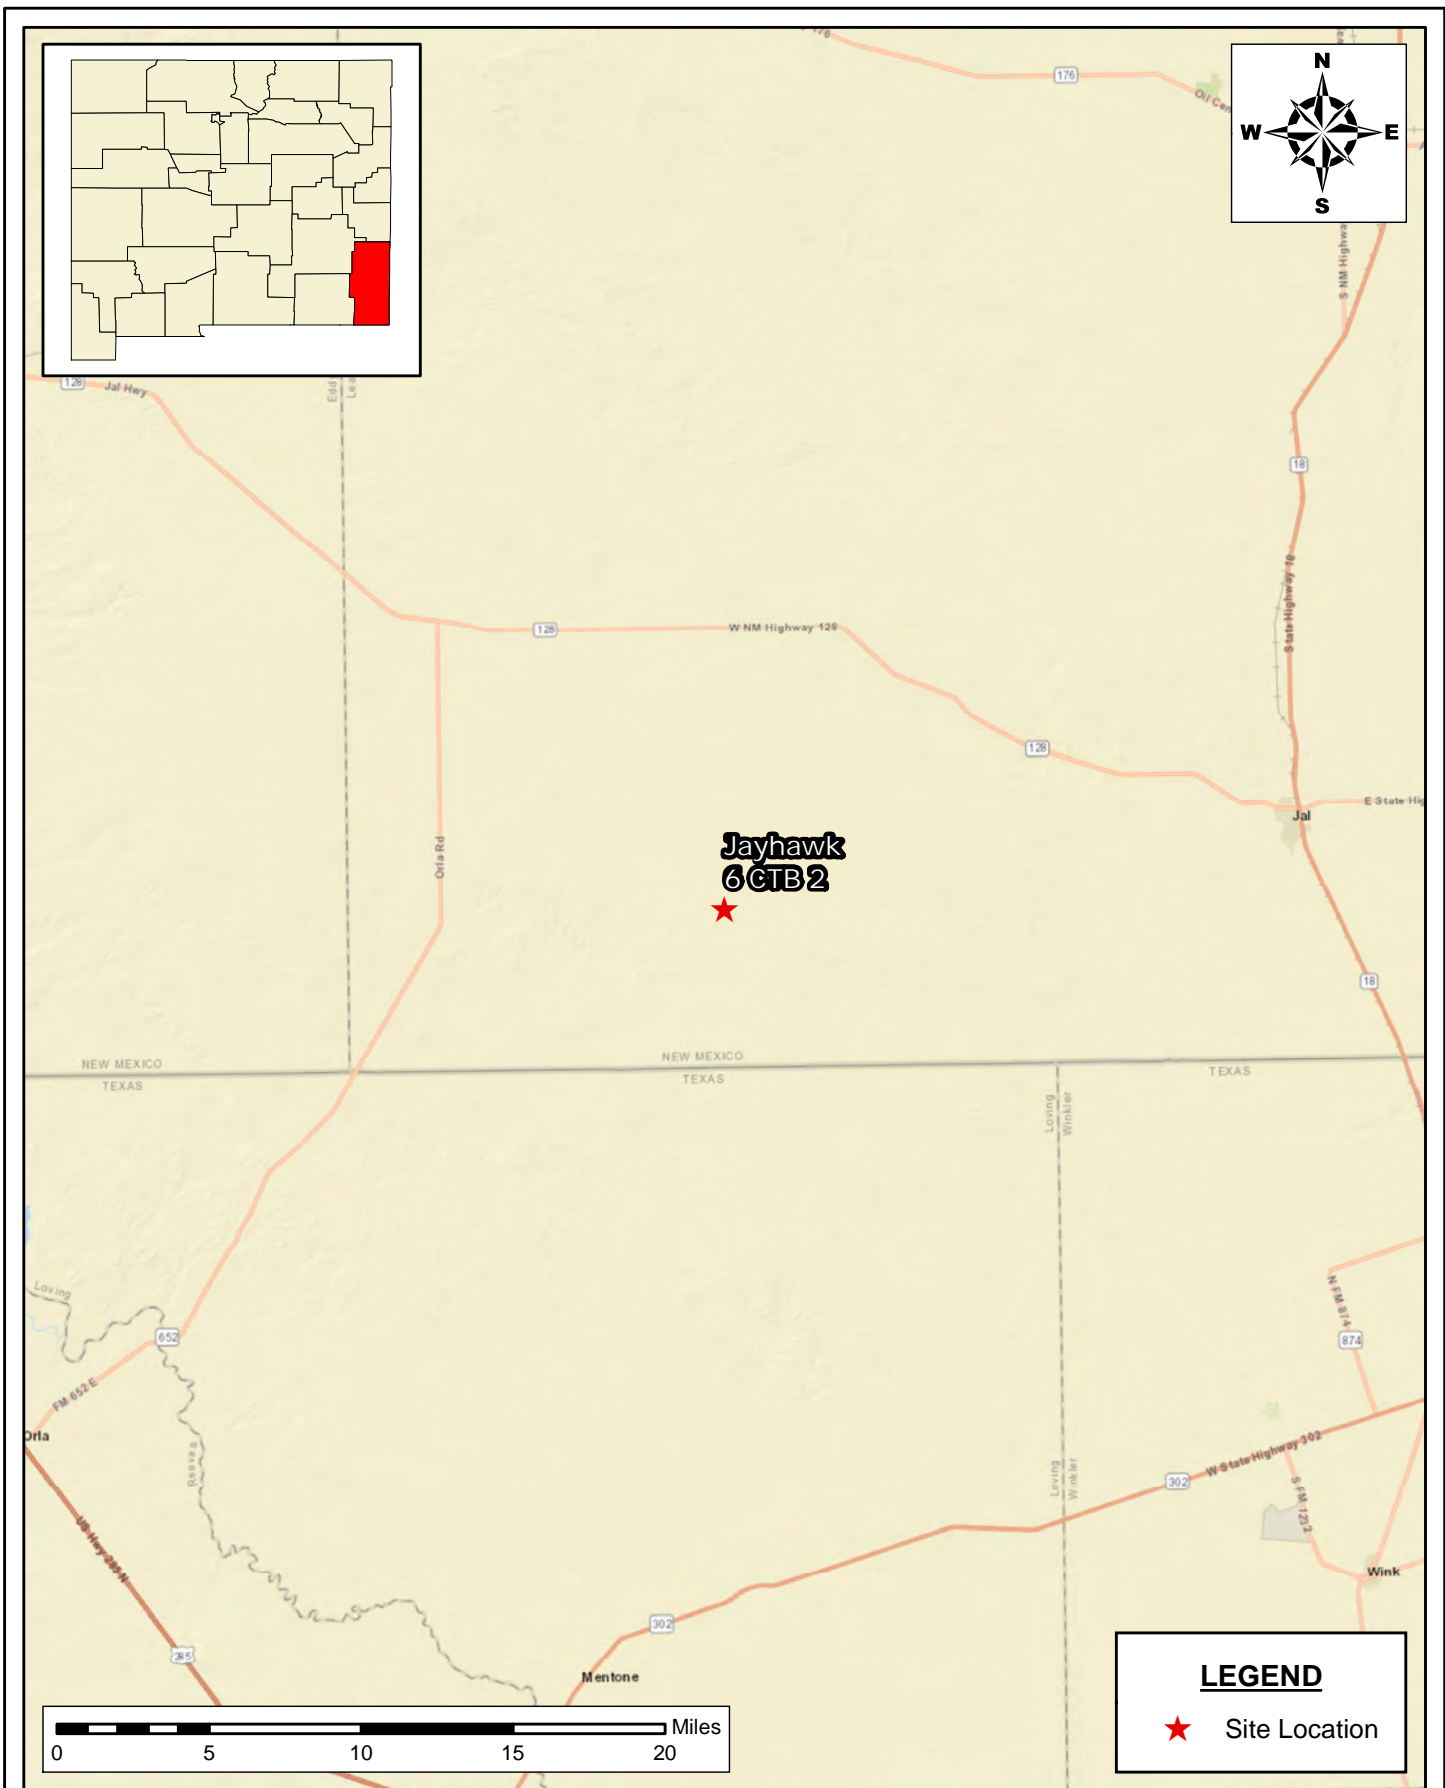 176
176
Oil Cen
N
W
E
S
S NM Highwa
128
Jal Hwy
Eddy
Lea
18
State Highway 18
128
W NM Highway 128
128
E State Hig
Jal
Orla Rd
Jayhawk
6 CTB 2
18
NEW MEXICO
TEXAS
NEW MEXICO
TEXAS
TEXAS
Loving
Winkler
Loving
652
FM 652 E
Orla
Reeves
N FM 874
874
W State Highway 302
302
Loving
Winkler
S FM 1232
Wink
US Hwy 285 N
285
302
Mentone
LEGEND
Site Location
Miles
0 5 10 15 20